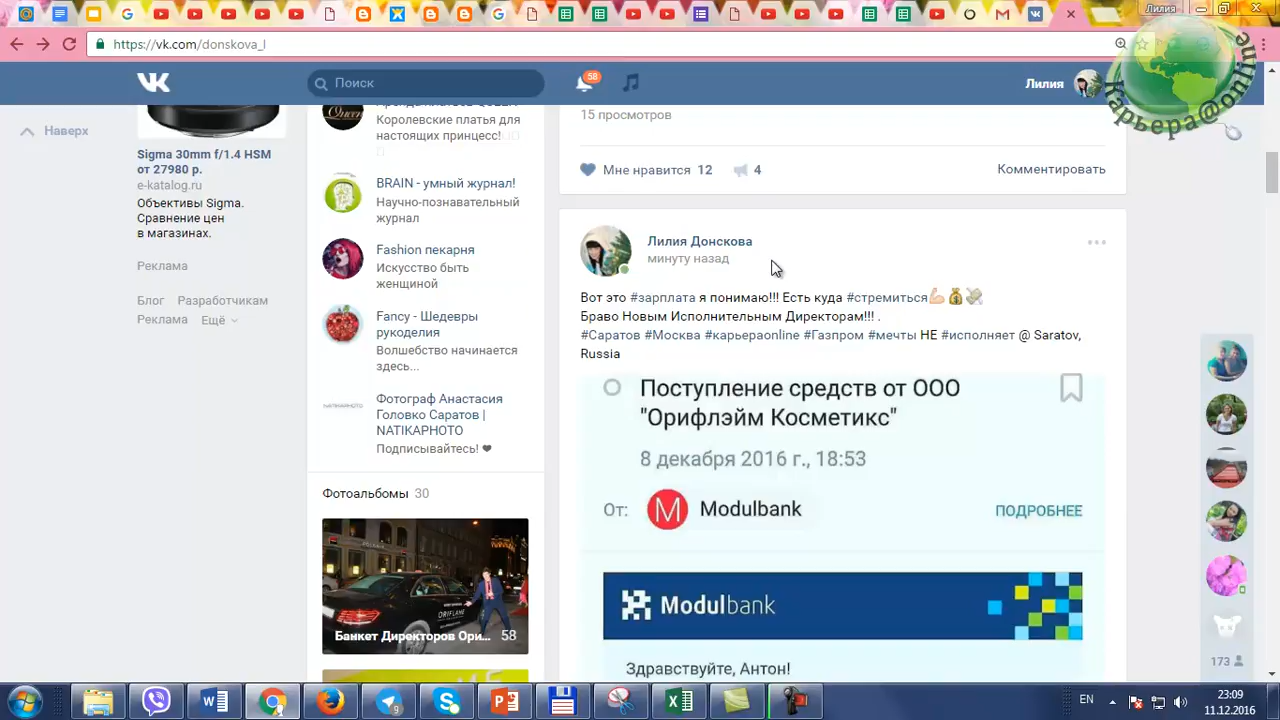 Лилия
https://vk.com/donskova_l
Поиск
58
Лилия
Карьера@online
Наверх
Sigma 30mm f/1.4 HSM
от 27980 р.
e-katalog.ru
Объективы Sigma.
Сравнение цен
в магазинах.
Реклама
Блог Разработчикам
Реклама Ещё
Queen
Королевские платья для
настоящих принцесс!
BRAIN - умный журнал!
Научно-познавательный
журнал
Fashion пекарня
Искусство быть
женщиной
Fancy - Шедевры
рукоделия
Волшебство начинается
здесь...
NATIKAPHOTO
Фотограф Анастасия
Головко Саратов |
NATIKAPHOTO
Подписывайтесь! ❤
Фотоальбомы 30
ORIFLAME
Банкет Директоров Ори... 58
15 просмотров
Мне нравится 12 4
Комментировать
Лилия Донскова
минуту назад
Вот это #зарплата я понимаю!!! Есть куда #стремиться💪🏻💰💸
Браво Новым Исполнительным Директорам!!! .
#Саратов #Москва #карьераonline #Газпром #мечты НЕ #исполняет @ Saratov,
Russia
Поступление средств от ООО
"Орифлэйм Косметикс"
8 декабря 2016 г., 18:53
От: M Modulbank ПОДРОБНЕЕ
Modulbank
Здравствуйте, Антон!
173
9
EN
23:09
11.12.2016